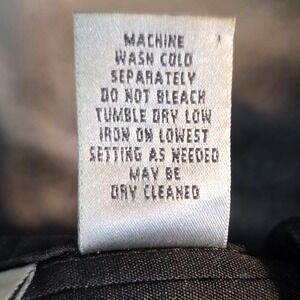 MACHINE
WASH COLD
SEPARATELY
DO NOT BLEACH
TUMBLE DRY LOW
IRON ON LOWEST
SETTING AS NEEDED
MAY BE
DRY CLEANED